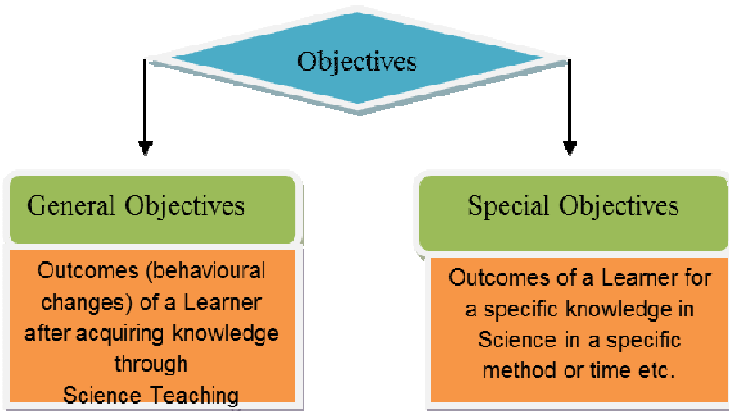 Objectives
General Objectives
Outcomes (behavioural
changes) of a Learner
after acquiring knowledge
through
Science Teaching
Special Objectives
Outcomes of a Learner for
a specific knowledge in
Science in a specific
method or time etc.